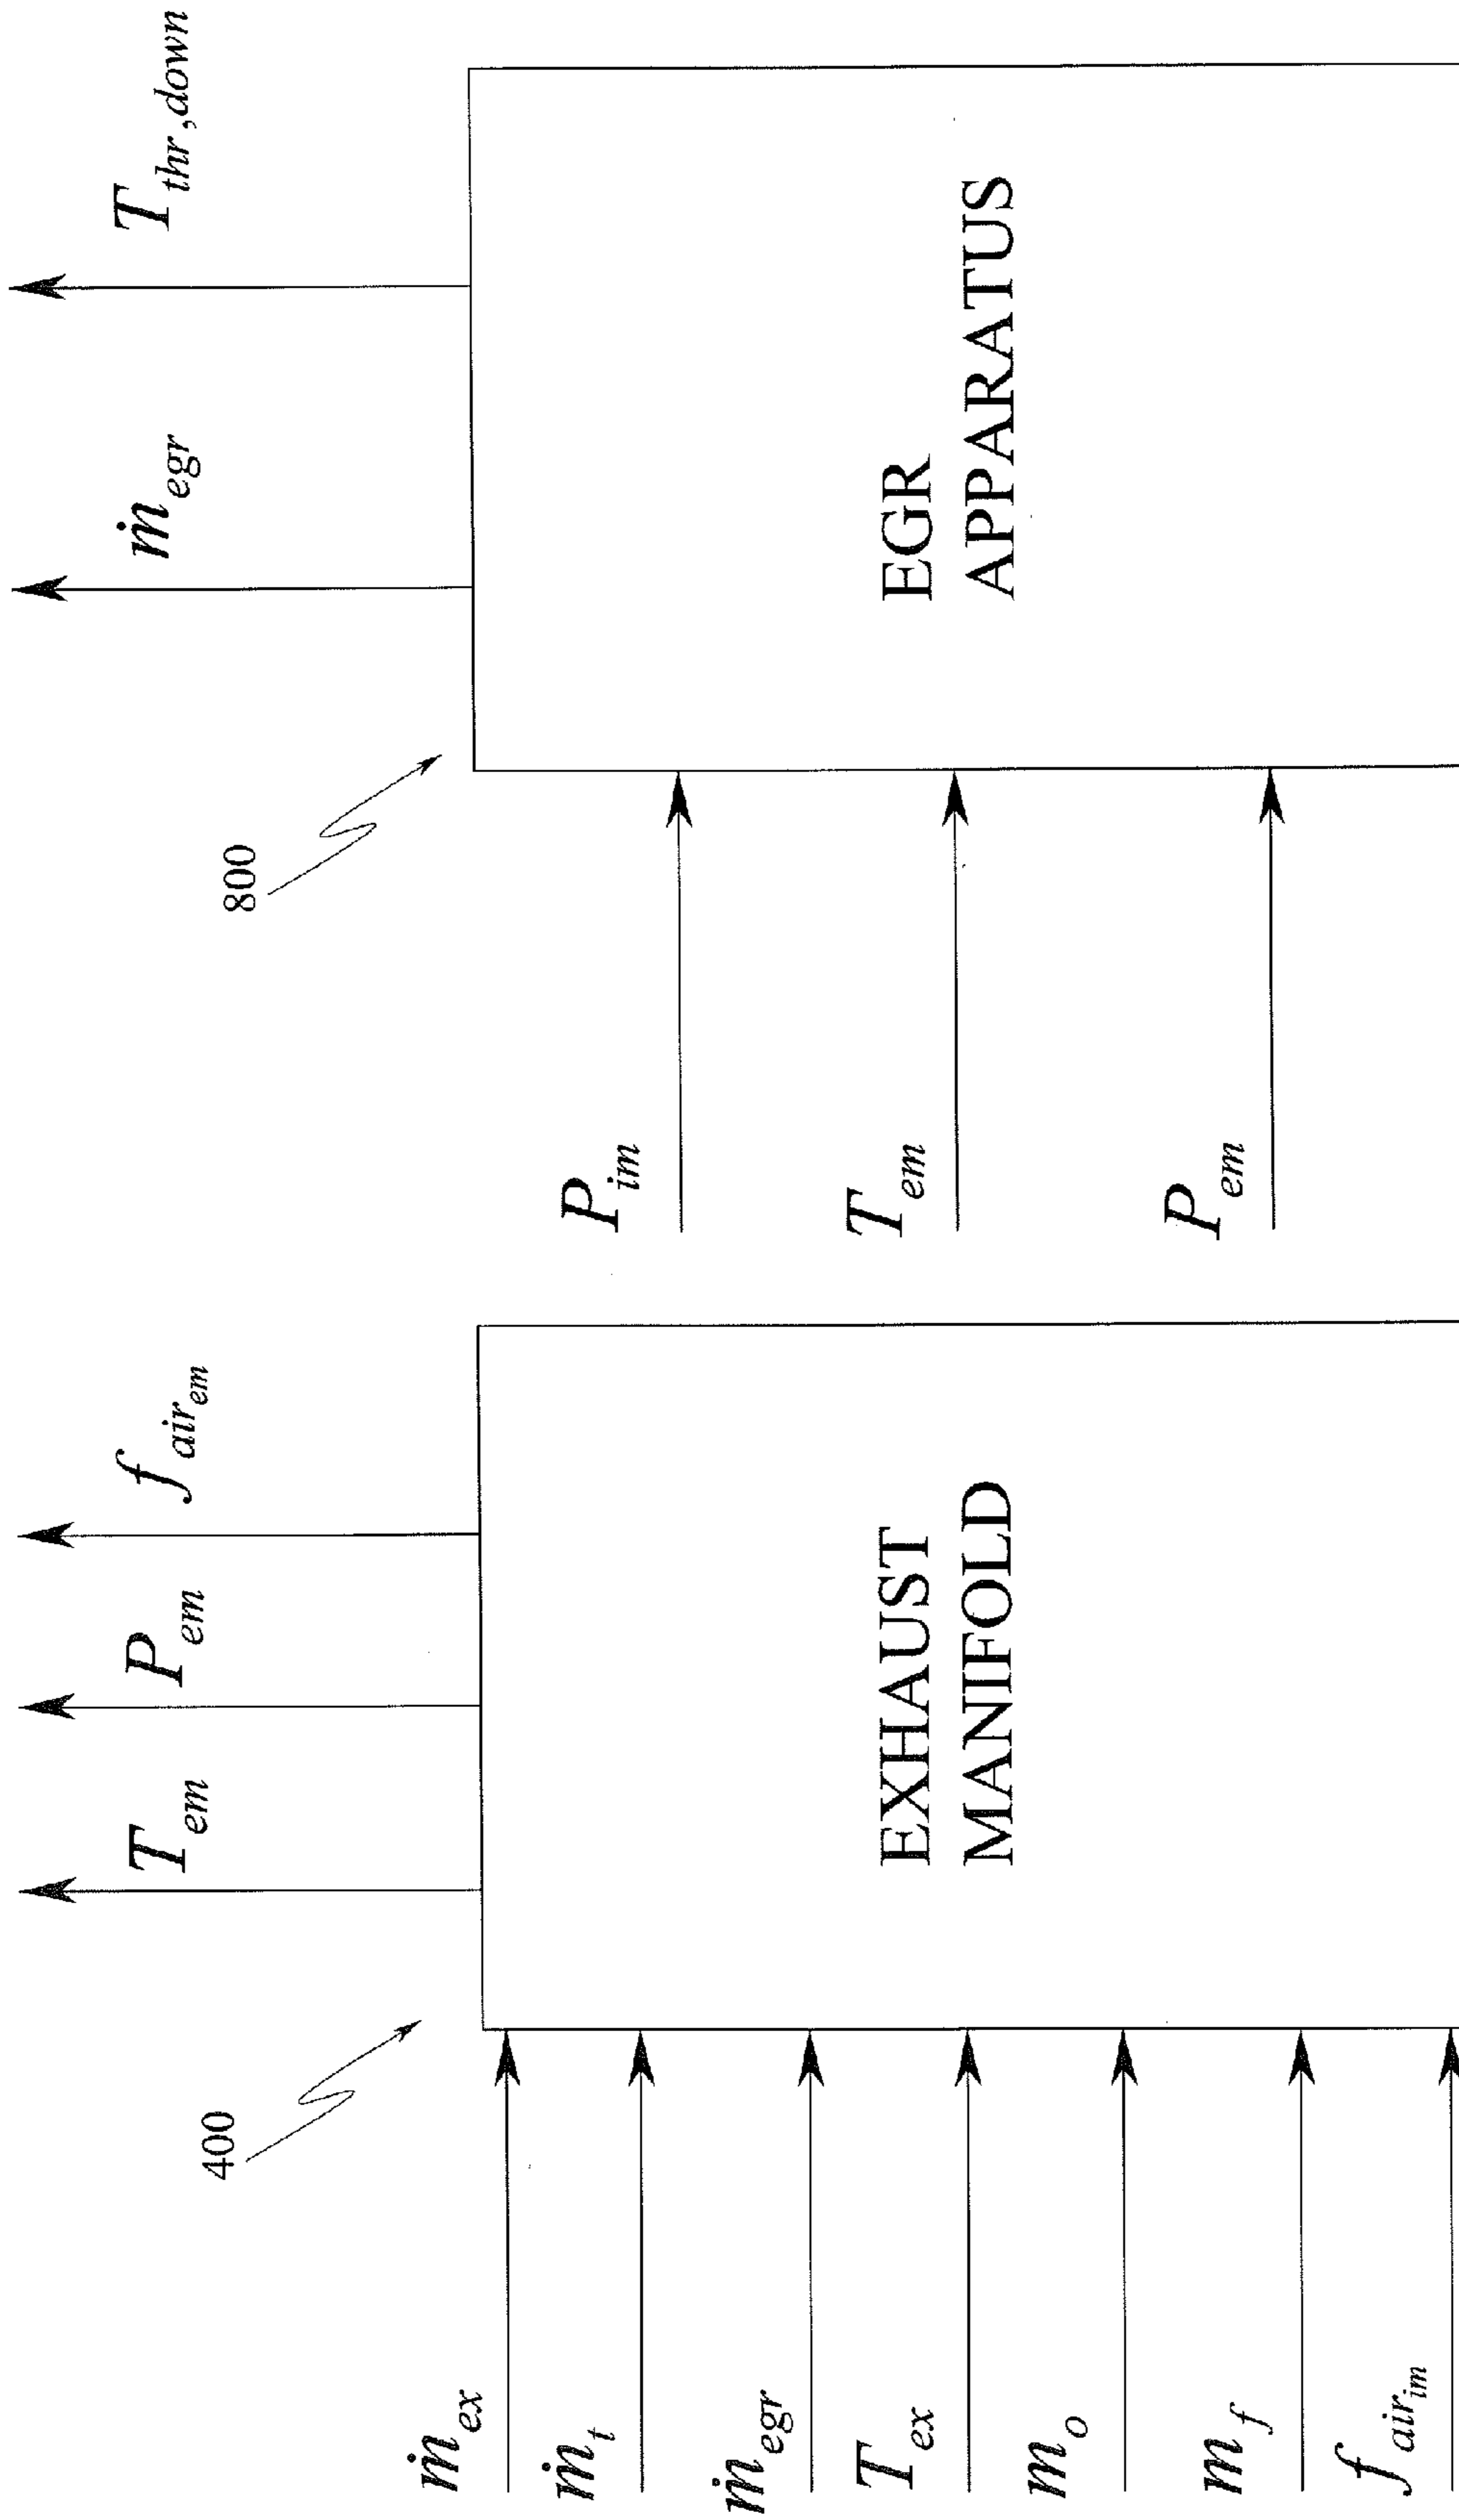 400
T_em
P_em
f_air_em
ṁ_ex
ṁ_t
ṁ_egr
T_ex
m_o
m_f
f_air_im
EXHAUST
MANIFOLD
800
ṁ_egr
T_thr,down
P_im
T_em
P_em
EGR
APPARATUS